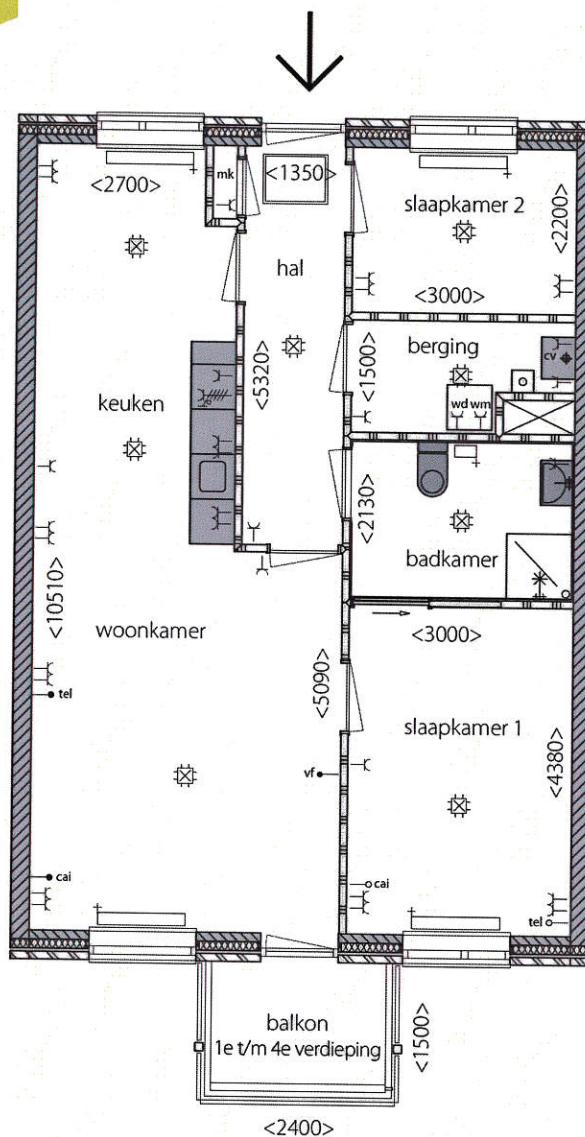 mk
<1350>
<2700>
slaapkamer 2
<2200>
hal
<3000>
berging
<1500>
cv
<5320>
keuken
wd wm
<2130>
badkamer
<10510>
woonkamer
<3000>
<5090>
tel
slaapkamer 1
<4380>
vf
cai
cai
tel
balkon
1e t/m 4e verdieping
<1500>
<2400>